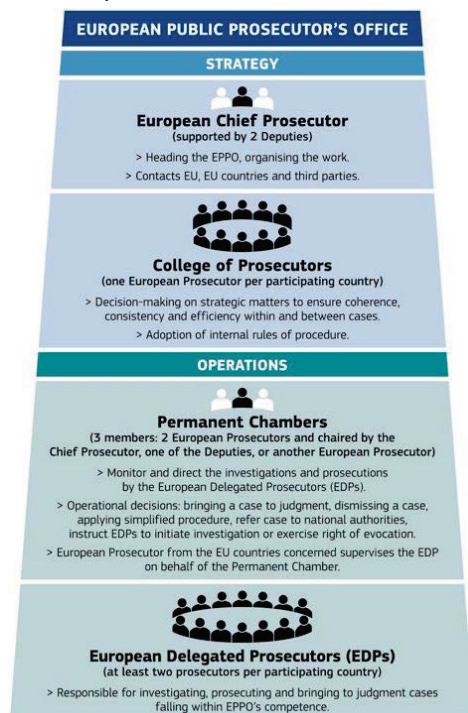 EUROPEAN PUBLIC PROSECUTOR'S OFFICE
STRATEGY
European Chief Prosecutor
(supported by 2 Deputies)
> Heading the EPPO, organising the work.
> Contacts EU, EU countries and third parties.
College of Prosecutors
(one European Prosecutor per participating country)
> Decision-making on strategic matters to ensure coherence,
consistency and efficiency within and between cases.
> Adoption of internal rules of procedure.
OPERATIONS
Permanent Chambers
(3 members: 2 European Prosecutors and chaired by the
Chief Prosecutor, one of the Deputies, or another European Prosecutor)
> Monitor and direct the investigations and prosecutions
by the European Delegated Prosecutors (EDPs).
> Operational decisions: bringing a case to judgment, dismissing a case,
applying simplified procedure, refer case to national authorities,
instruct EDPs to initiate investigation or exercise right of evocation.
> European Prosecutor from the EU countries concerned supervises the EDP
on behalf of the Permanent Chamber.
European Delegated Prosecutors (EDPs)
(at least two prosecutors per participating country)
> Responsible for investigating, prosecuting and bringing to judgment cases
falling within EPPO's competence.